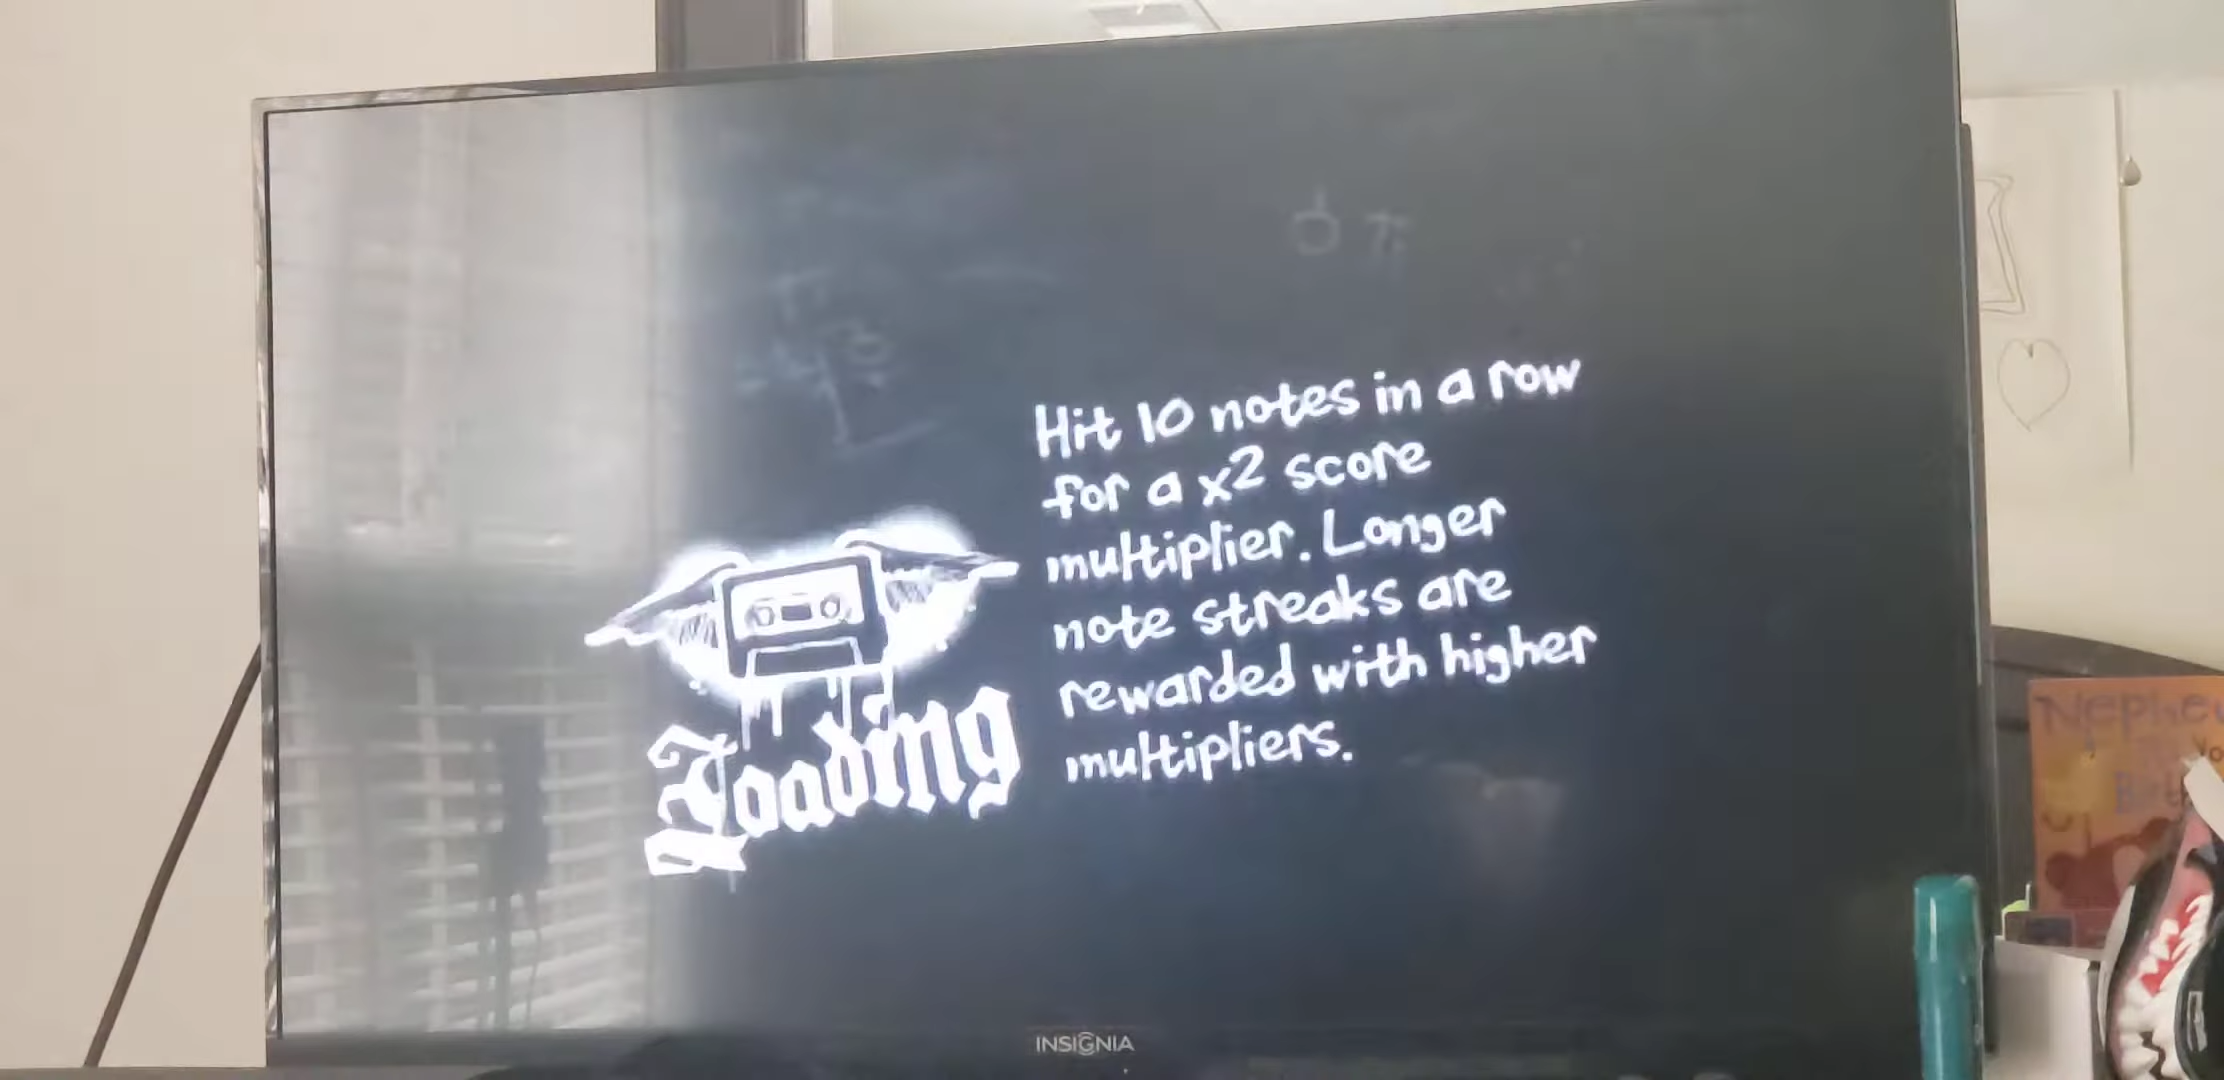 Hit 10 notes in a row
for a x2 score
multiplier. Longer
note streaks are
rewarded with higher
multipliers.
Loading
INSIGNIA